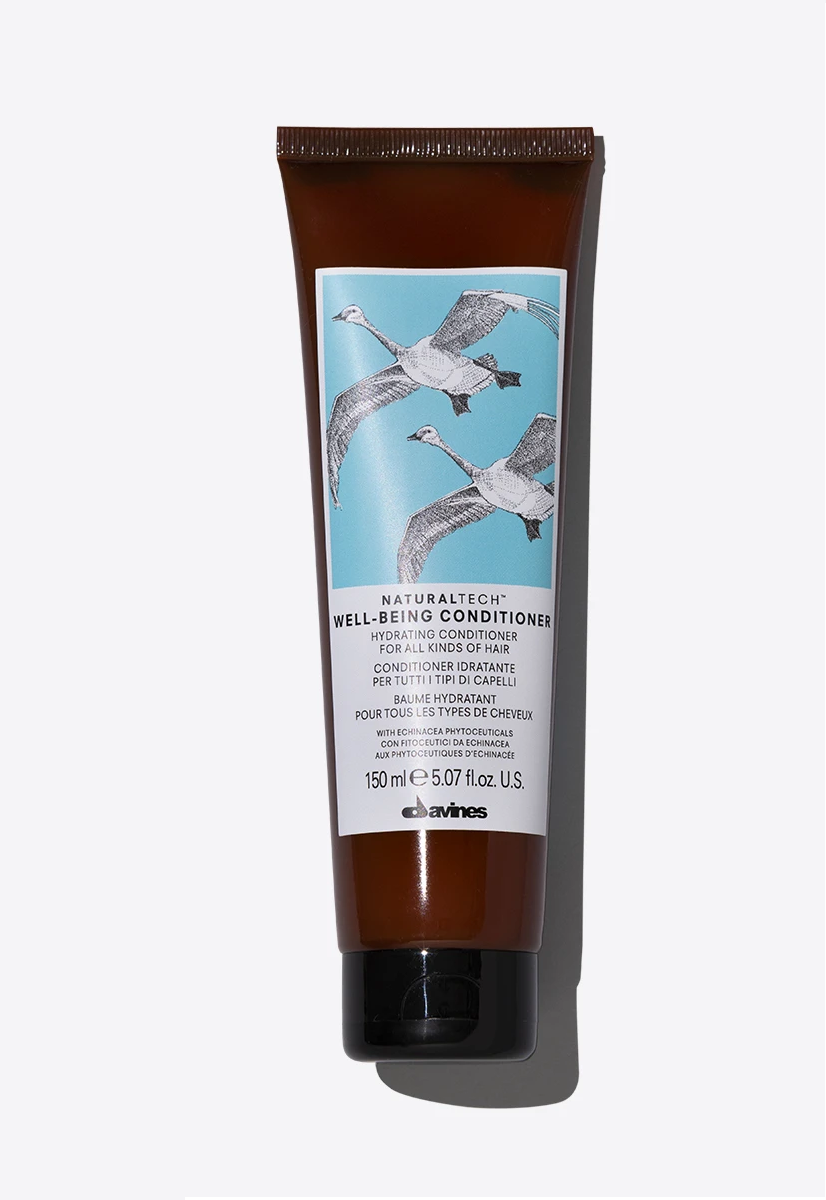 NATURALTECH™
WELL-BEING CONDITIONER
HYDRATING CONDITIONER
FOR ALL KINDS OF HAIR
CONDITIONER IDRATANTE
PER TUTTI I TIPI DI CAPELLI
BAUME HYDRATANT
POUR TOUS LES TYPES DE CHEVEUX
WITH ECHINACEA PHYTOCEUTICALS
CON FITOCEUTICI DA ECHINACEA
AUX PHYTOCEUTIQUES D'ECHINACÉE
150 ml ℮ 5.07 fl.oz. U.S.
davines